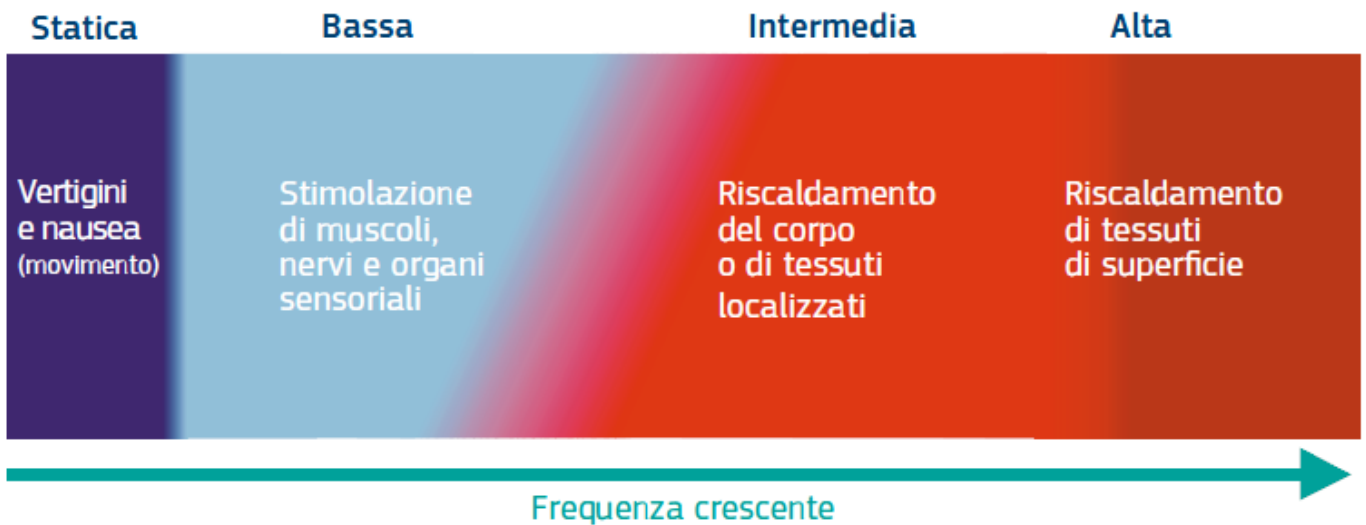 Statica
Bassa
Intermedia
Alta
Vertigini
e nausea
(movimento)
Stimolazione
di muscoli,
nervi e organi
sensoriali
Riscaldamento
del corpo
o di tessuti
localizzati
Riscaldamento
di tessuti
di superficie
Frequenza crescente